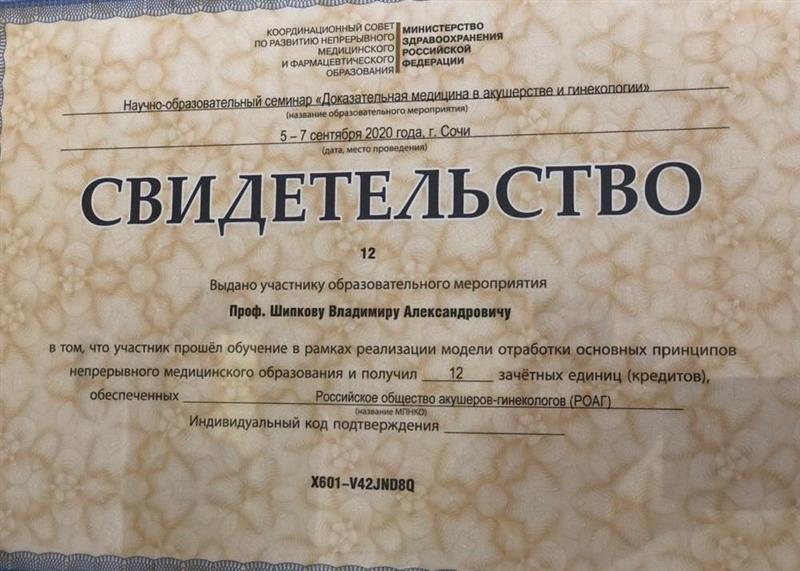 КООРДИНАЦИОННЫЙ СОВЕТ
ПО РАЗВИТИЮ НЕПРЕРЫВНОГО
МЕДИЦИНСКОГО
И ФАРМАЦЕВТИЧЕСКОГО
ОБРАЗОВАНИЯ
МИНИСТЕРСТВО
ЗДРАВООХРАНЕНИЯ
РОССИЙСКОЙ
ФЕДЕРАЦИИ
Научно-образовательный семинар «Доказательная медицина в акушерстве и гинекологии»
(название образовательного мероприятия)
5 – 7 сентября 2020 года, г. Сочи
(дата, место проведения)
СВИДЕТЕЛЬСТВО
12
Выдано участнику образовательного мероприятия
Проф. Шипкову Владимиру Александровичу
в том, что участник прошёл обучение в рамках реализации модели отработки основных принципов
непрерывного медицинского образования и получил 12 зачётных единиц (кредитов),
обеспеченных Российское общество акушеров-гинекологов (РОАГ)
(название МПНКО)
Индивидуальный код подтверждения
X601–V42JND8Q